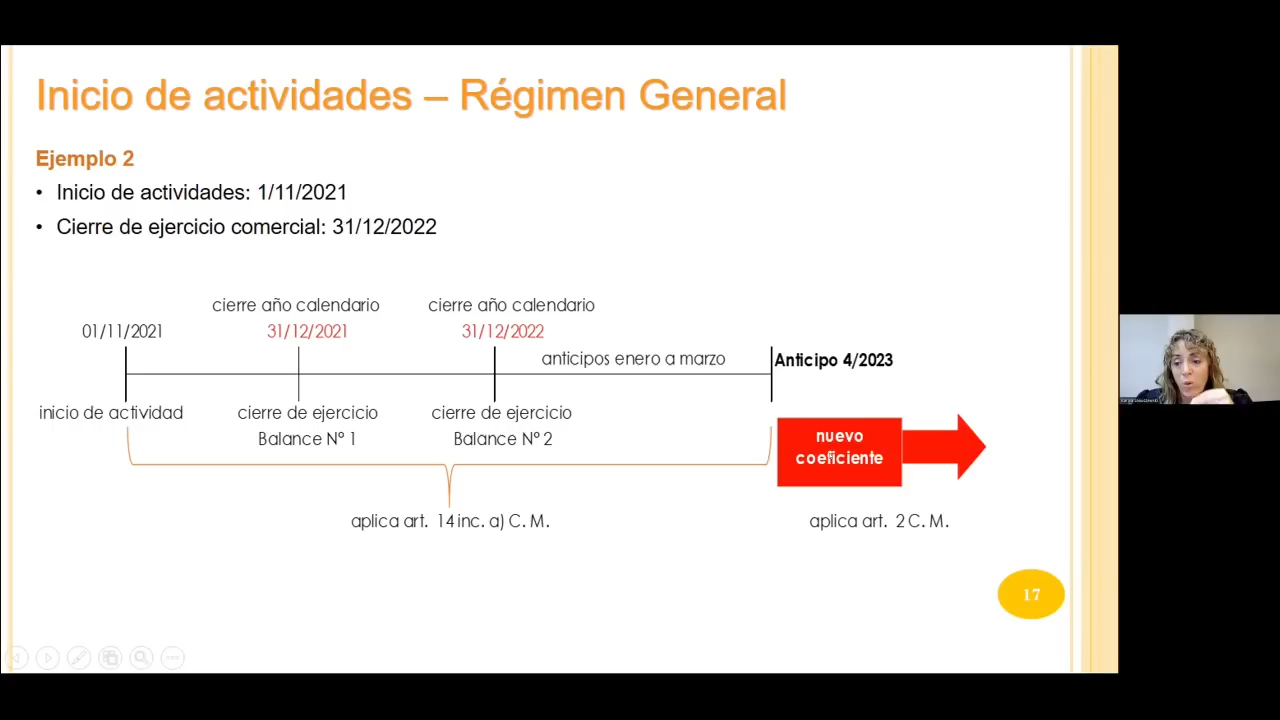 Inicio de actividades – Régimen General
Ejemplo 2
• Inicio de actividades: 1/11/2021
• Cierre de ejercicio comercial: 31/12/2022
cierre año calendario
cierre año calendario
01/11/2021
31/12/2021
31/12/2022
anticipos enero a marzo
Anticipo 4/2023
inicio de actividad
cierre de ejercicio
Balance Nº 1
cierre de ejercicio
Balance Nº 2
nuevo
coeficiente
aplica art. 14 inc. a) C. M.
aplica art. 2 C. M.
17